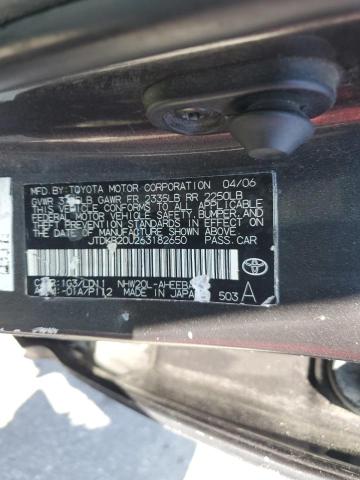 MFD. BY: TOYOTA MOTOR CORPORATION 04/06
GVWR LB GAWR FR 2335LB RR 2250LB
THIS VEHICLE CONFORMS TO ALL APPLICABLE
FEDERAL MOTOR VEHICLE SAFETY, BUMPER, AND
THEFT PREVENTION STANDARDS IN EFFECT ON
THE DATE OF MANUFACTURE SHOWN ABOVE.
JTDKB20U263182650 PASS.CAR
NHW20L-
MADE IN JAPAN 503 A